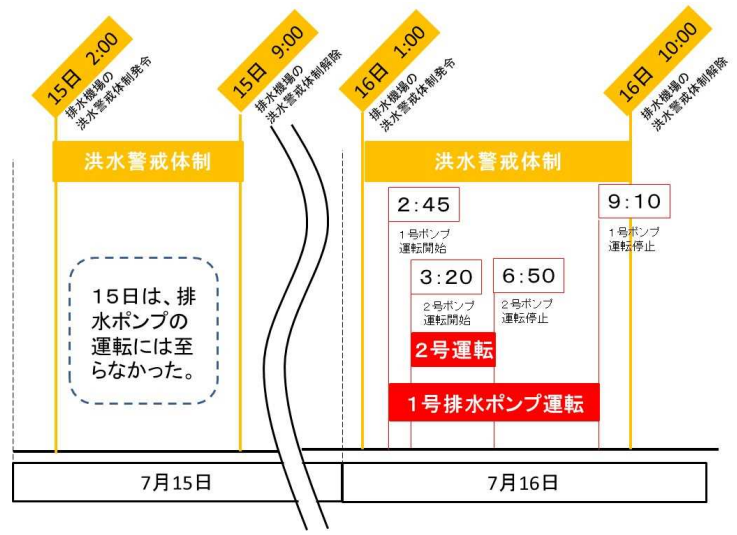 15日 2:00
排水機場の
洪水警戒体制発令
15日 9:00
排水機場の
洪水警戒体制解除
16日 1:00
排水機場の
洪水警戒体制発令
16日 10:00
排水機場の
洪水警戒体制解除
洪水警戒体制
洪水警戒体制
2:45
1号ポンプ
運転開始
9:10
1号ポンプ
運転停止
3:20
2号ポンプ
運転開始
6:50
2号ポンプ
運転停止
15日は、排
水ポンプの
運転には至
らなかった。
2号運転
1号排水ポンプ運転
7月15日
7月16日